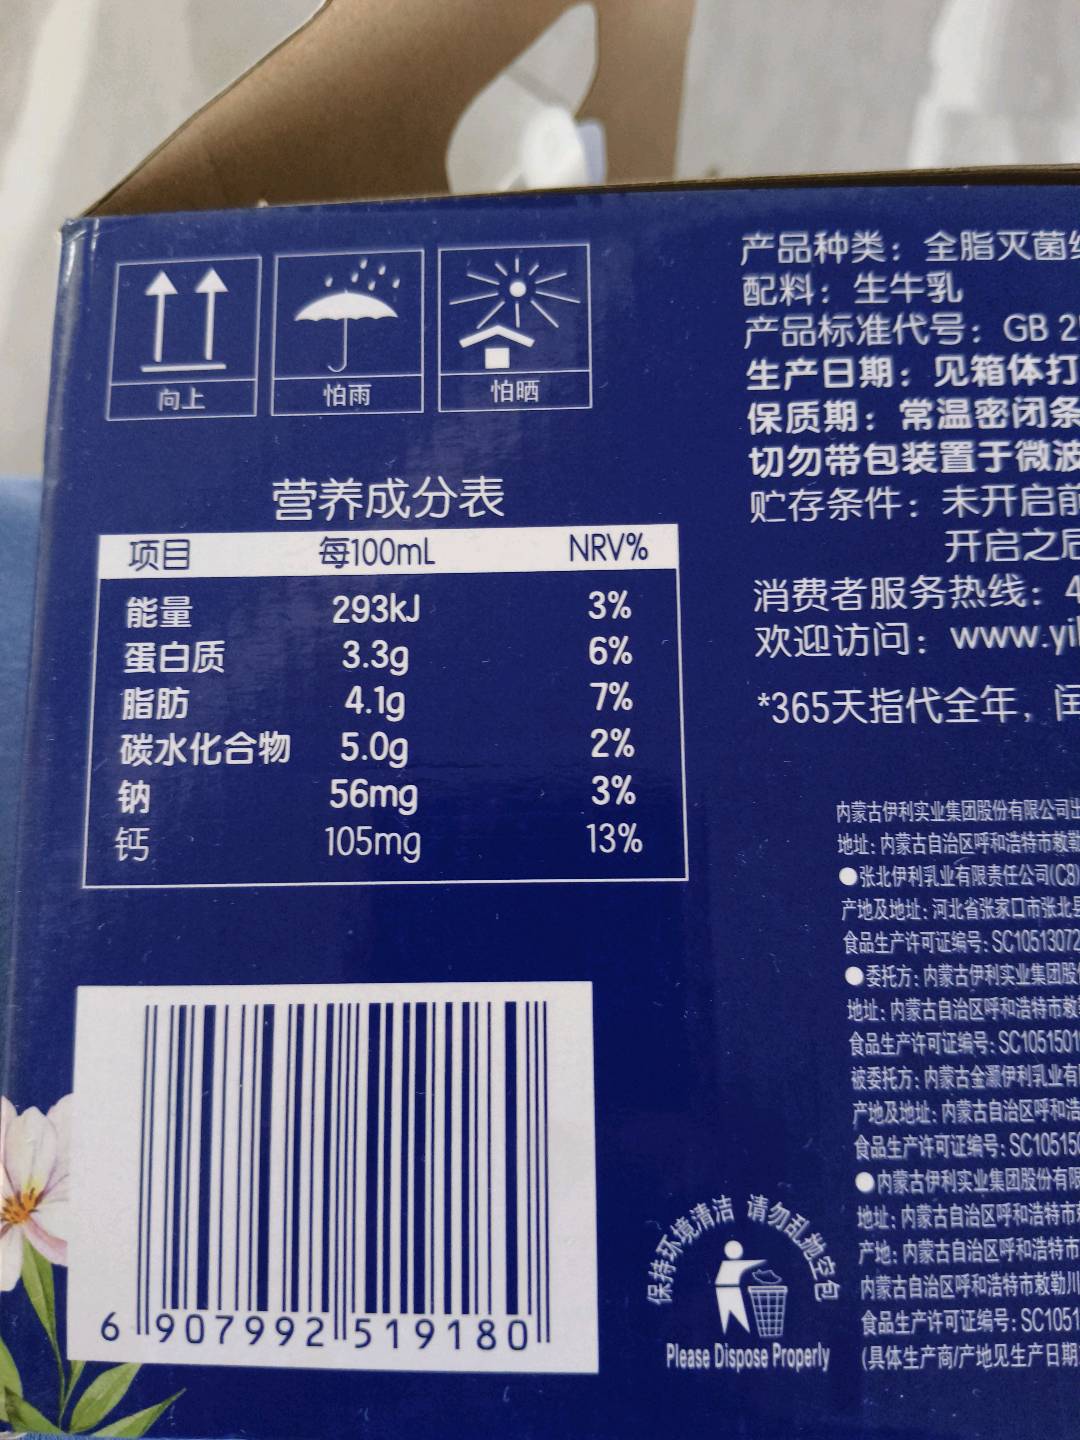 向上
怕雨
怕晒
营养成分表
项目 每100mL NRV%
能量 293kJ 3%
蛋白质 3.3g 6%
脂肪 4.1g 7%
碳水化合物 5.0g 2%
钠 56mg 3%
钙 105mg 13%
6 907992 519180
产品种类：全脂灭菌
配料：生牛乳
产品标准代号：GB 2
生产日期：见箱体打
保质期：常温密闭条
切勿带包装置于微波
贮存条件：未开启前
开启之后
消费者服务热线：4
欢迎访问：www.yil
*365天指代全年，闰
内蒙古伊利实业集团股份有限公司出
地址：内蒙古自治区呼和浩特市敕勒
●张北伊利乳业有限责任公司(C8)
产地及地址：河北省张家口市张北县
食品生产许可证编号：SC10513072
●委托方：内蒙古伊利实业集团股份
地址：内蒙古自治区呼和浩特市敕
食品生产许可证编号：SC1051501
被委托方：内蒙古金灏伊利乳业有
产地及地址：内蒙古自治区呼和浩
食品生产许可证编号：SC105150
●内蒙古伊利实业集团股份有限
地址：内蒙古自治区呼和浩特市
产地：内蒙古自治区呼和浩特市
内蒙古自治区呼和浩特市敕勒川
食品生产许可证编号：SC1051
(具体生产商/产地见生产日期
保持环境清洁 请勿乱抛空包
Please Dispose Properly